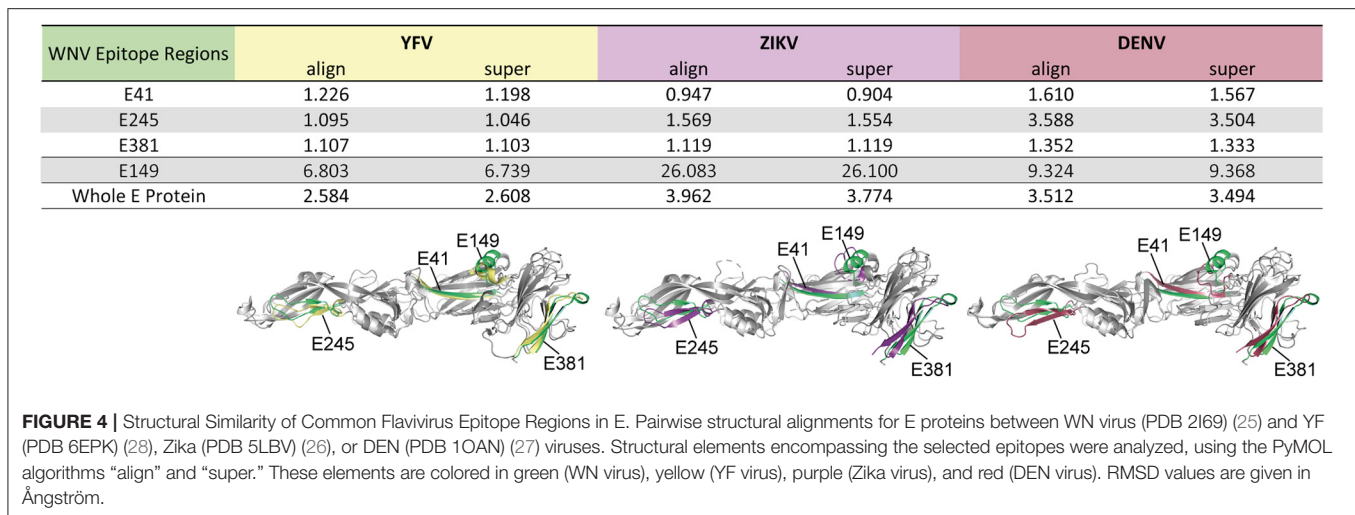 WNV Epitope Regions YFV ZIKV DENV
align super align super align super
E41 1.226 1.198 0.947 0.904 1.610 1.567
E245 1.095 1.046 1.569 1.554 3.588 3.504
E381 1.107 1.103 1.119 1.119 1.352 1.333
E149 6.803 6.739 26.083 26.100 9.324 9.368
Whole E Protein 2.584 2.608 3.962 3.774 3.512 3.494
E149 E41 E245 E381
E149 E41 E245 E381
E149 E41 E245 E381
FIGURE 4 | Structural Similarity of Common Flavivirus Epitope Regions in E. Pairwise structural alignments for E proteins between WN virus (PDB 2I69) (25) and YF
(PDB 6EPK) (28), Zika (PDB 5LBV) (26), or DEN (PDB 1OAN) (27) viruses. Structural elements encompassing the selected epitopes were analyzed, using the PyMOL
algorithms “align” and “super.” These elements are colored in green (WN virus), yellow (YF virus), purple (Zika virus), and red (DEN virus). RMSD values are given in
Ångström.